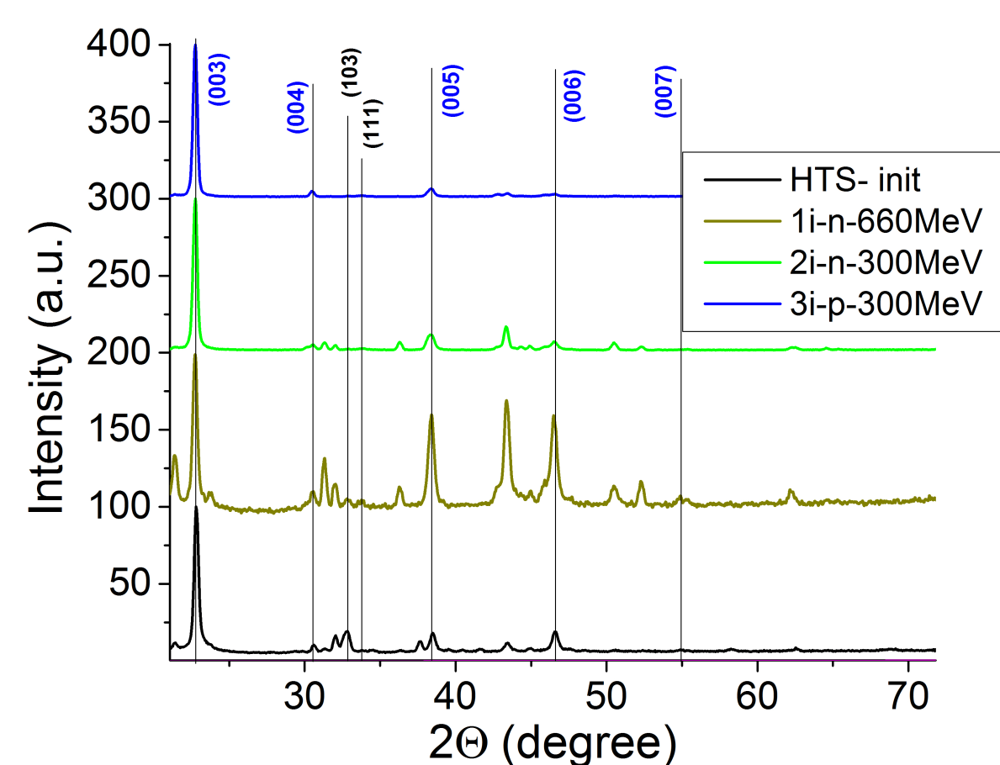 400
350
300
250
200
150
100
50
Intensity (a.u.)
(003)
(004)
(103)
(111)
(005)
(006)
(007)
HTS- init
1i-n-660MeV
2i-n-300MeV
3i-p-300MeV
30 40 50 60 70
2Θ (degree)